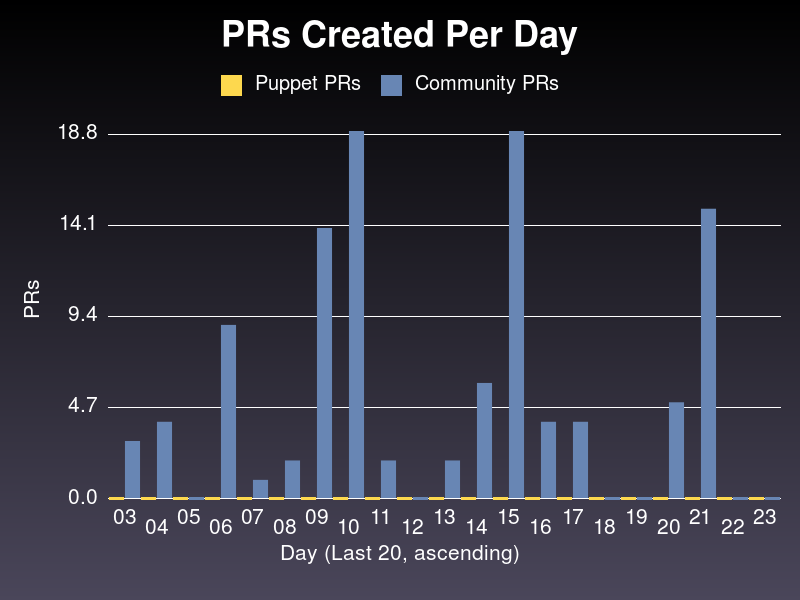 PRs Created Per Day
Puppet PRs Community PRs
18.8
14.1
9.4
4.7
0.0
PRs
03 04 05 06 07 08 09 10 11 12 13 14 15 16 17 18 19 20 21 22 23
Day (Last 20, ascending)